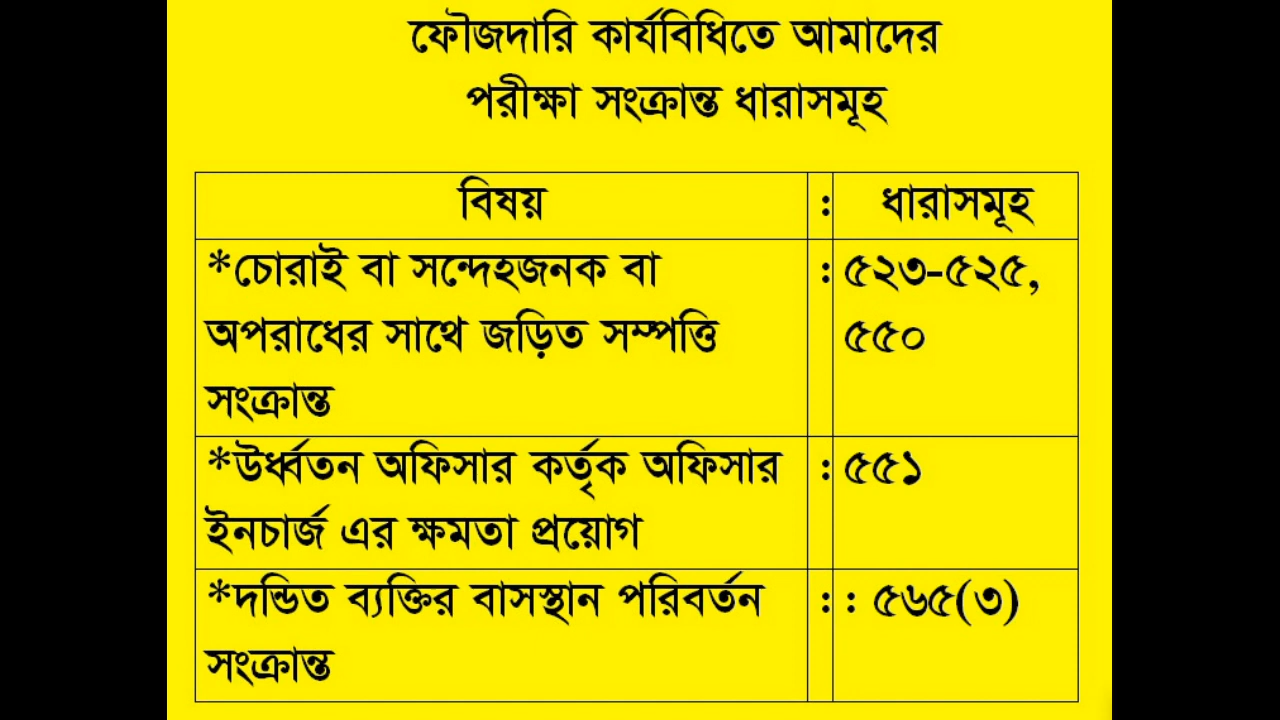 ফৌজদারি কার্যবিধিতে আমাদের
পরীক্ষা সংক্রান্ত ধারাসমূহ
বিষয় : ধারাসমূহ
*চোরাই বা সন্দেহজনক বা : ৫২৩-৫২৫,
অপরাধের সাথে জড়িত সম্পত্তি ৫৫০
সংক্রান্ত
*উর্ধ্বতন অফিসার কর্তৃক অফিসার : ৫৫১
ইনচার্জ এর ক্ষমতা প্রয়োগ
*দন্ডিত ব্যক্তির বাসস্থান পরিবর্তন : : ৫৬৫(৩)
সংক্রান্ত